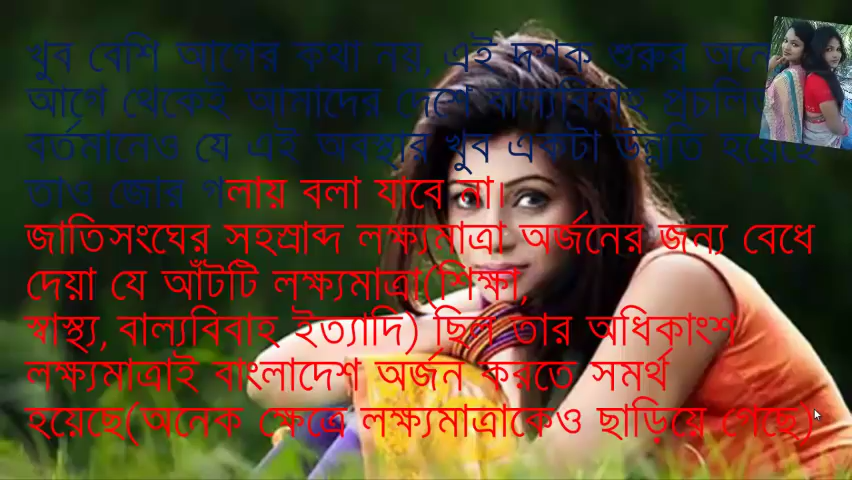 খুব বেশি আগের কথা নয়, এই দশক শুরুর অনেক
আগে থেকেই আমাদের দেশে বাল্যবিবাহ প্রচলিত
বর্তমানেও যে এই অবস্থার খুব একটা উন্নতি হয়েছে
তাও জোর গলায় বলা যাবে না।
জাতিসংঘের সহস্রাব্দ লক্ষ্যমাত্রা অর্জনের জন্য বেধে
দেয়া যে আঁটটি লক্ষ্যমাত্রা(শিক্ষা,
স্বাস্থ্য, বাল্যবিবাহ ইত্যাদি) ছিল তার অধিকাংশ
লক্ষ্যমাত্রাই বাংলাদেশ অর্জন করতে সমর্থ
হয়েছে(অনেক ক্ষেত্রে লক্ষ্যমাত্রাকেও ছাড়িয়ে গেছে)